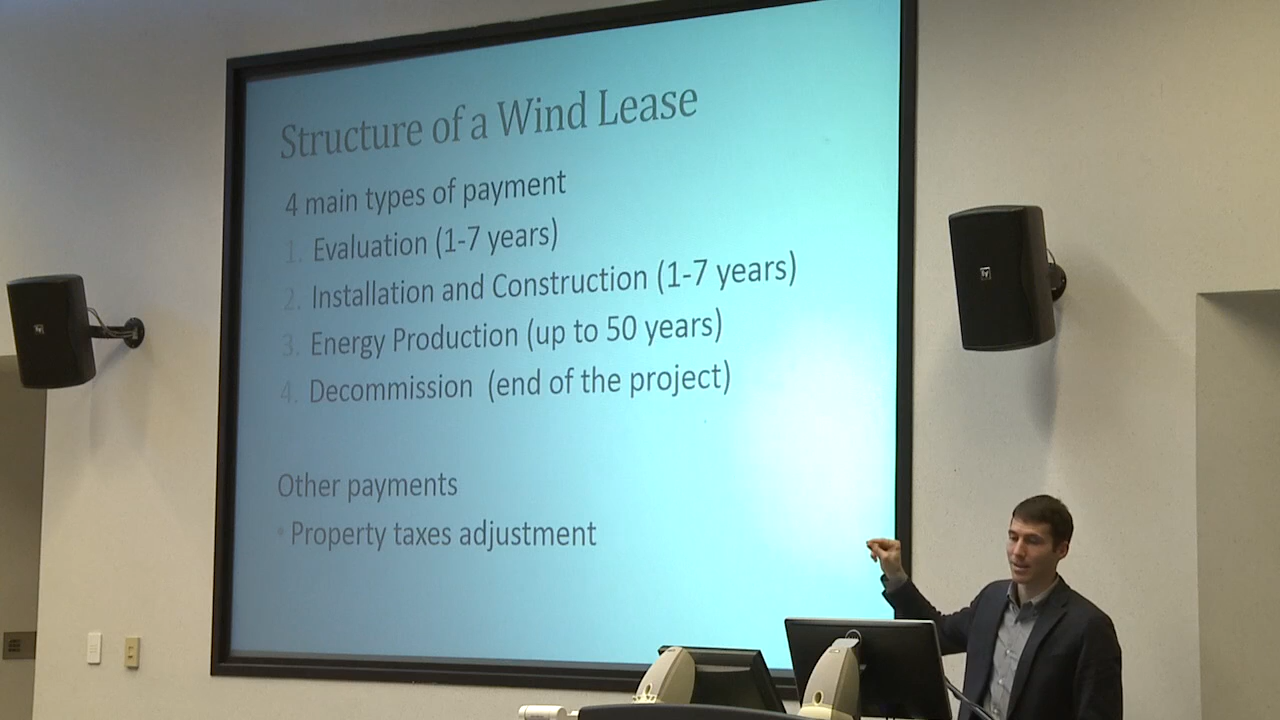 Structure of a Wind Lease
4 main types of payment
1. Evaluation (1-7 years)
2. Installation and Construction (1-7 years)
3. Energy Production (up to 50 years)
4. Decommission (end of the project)
Other payments
• Property taxes adjustment